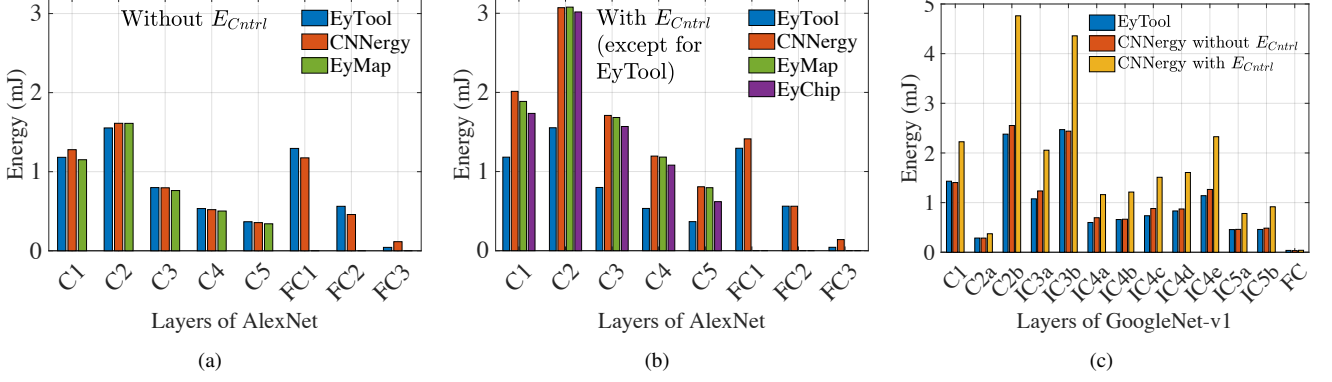 Without E_Cntrl
EyTool
CNNergy
EyMap
Energy (mJ)
3
2
1
0
C1
C2
C3
C4
C5
FC1
FC2
FC3
Layers of AlexNet
(a)
With E_Cntrl
(except for
EyTool)
EyTool
CNNergy
EyMap
EyChip
Energy (mJ)
3
2
1
0
C1
C2
C3
C4
C5
FC1
FC2
FC3
Layers of AlexNet
(b)
EyTool
CNNergy without E_Cntrl
CNNergy with E_Cntrl
Energy (mJ)
5
4
3
2
1
0
C1
C2a
C2b
IC3a
IC3b
IC4a
IC4b
IC4c
IC4d
IC4e
IC5a
IC5b
FC
Layers of GoogleNet-v1
(c)